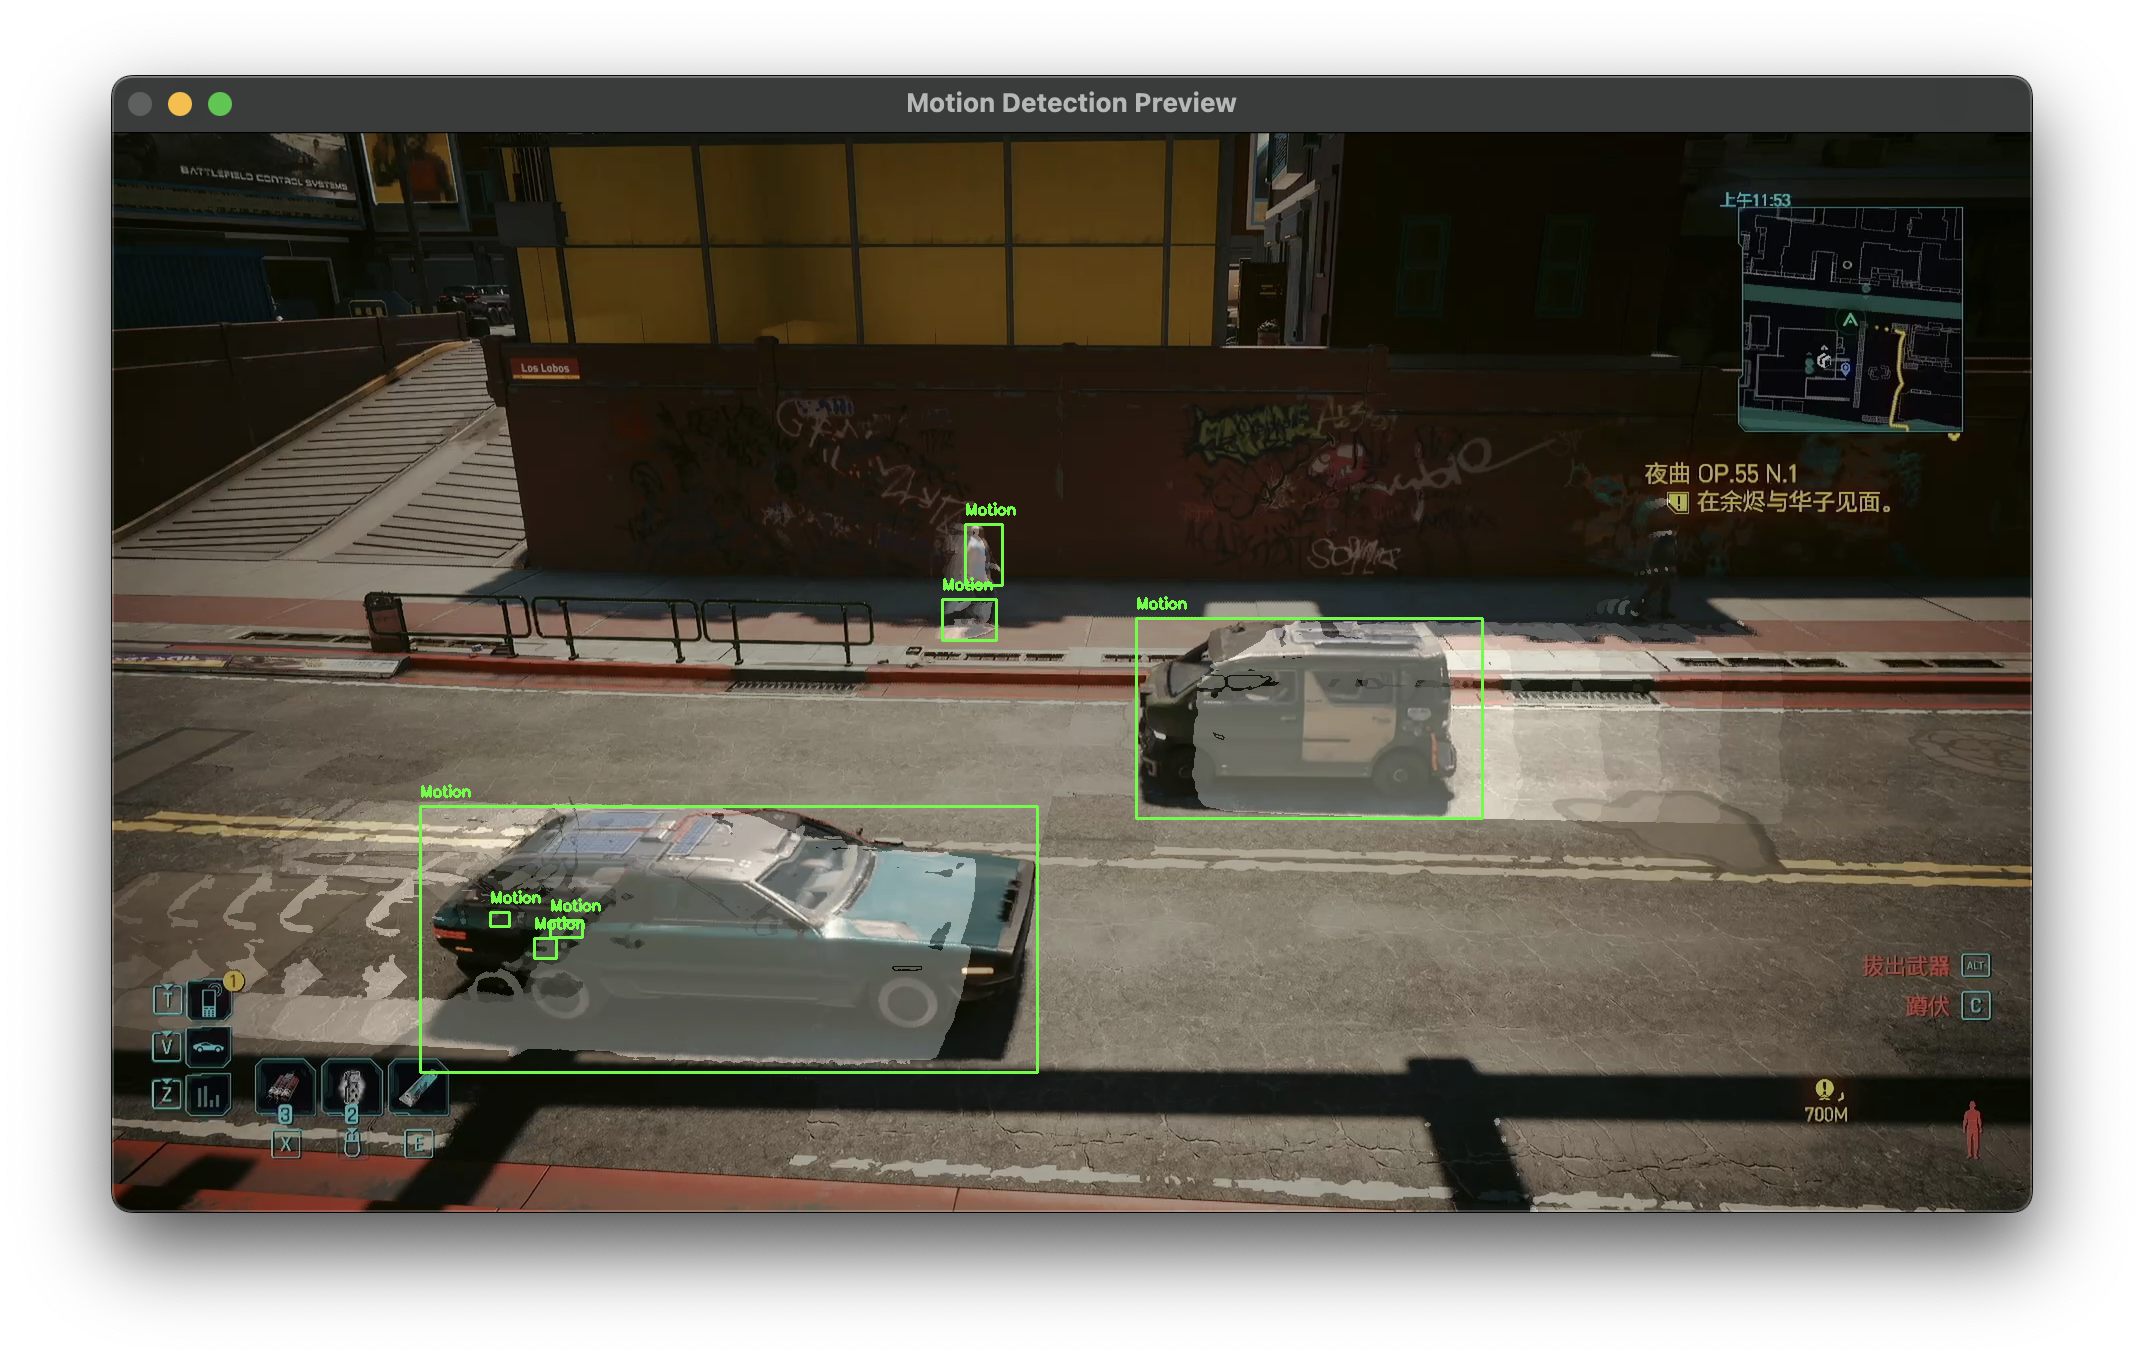 Motion Detection Preview
BATTLEFIELD CONTROL SYSTEMS
上午11:53
Los Lobos
夜曲 OP.55 N.1
在余烬与华子见面。
Motion
Motion
Motion
Motion
Motion
Motion
Motion
拔出武器 ALT
蹲伏 C
T 1
V
Z
3 2
X E
700M